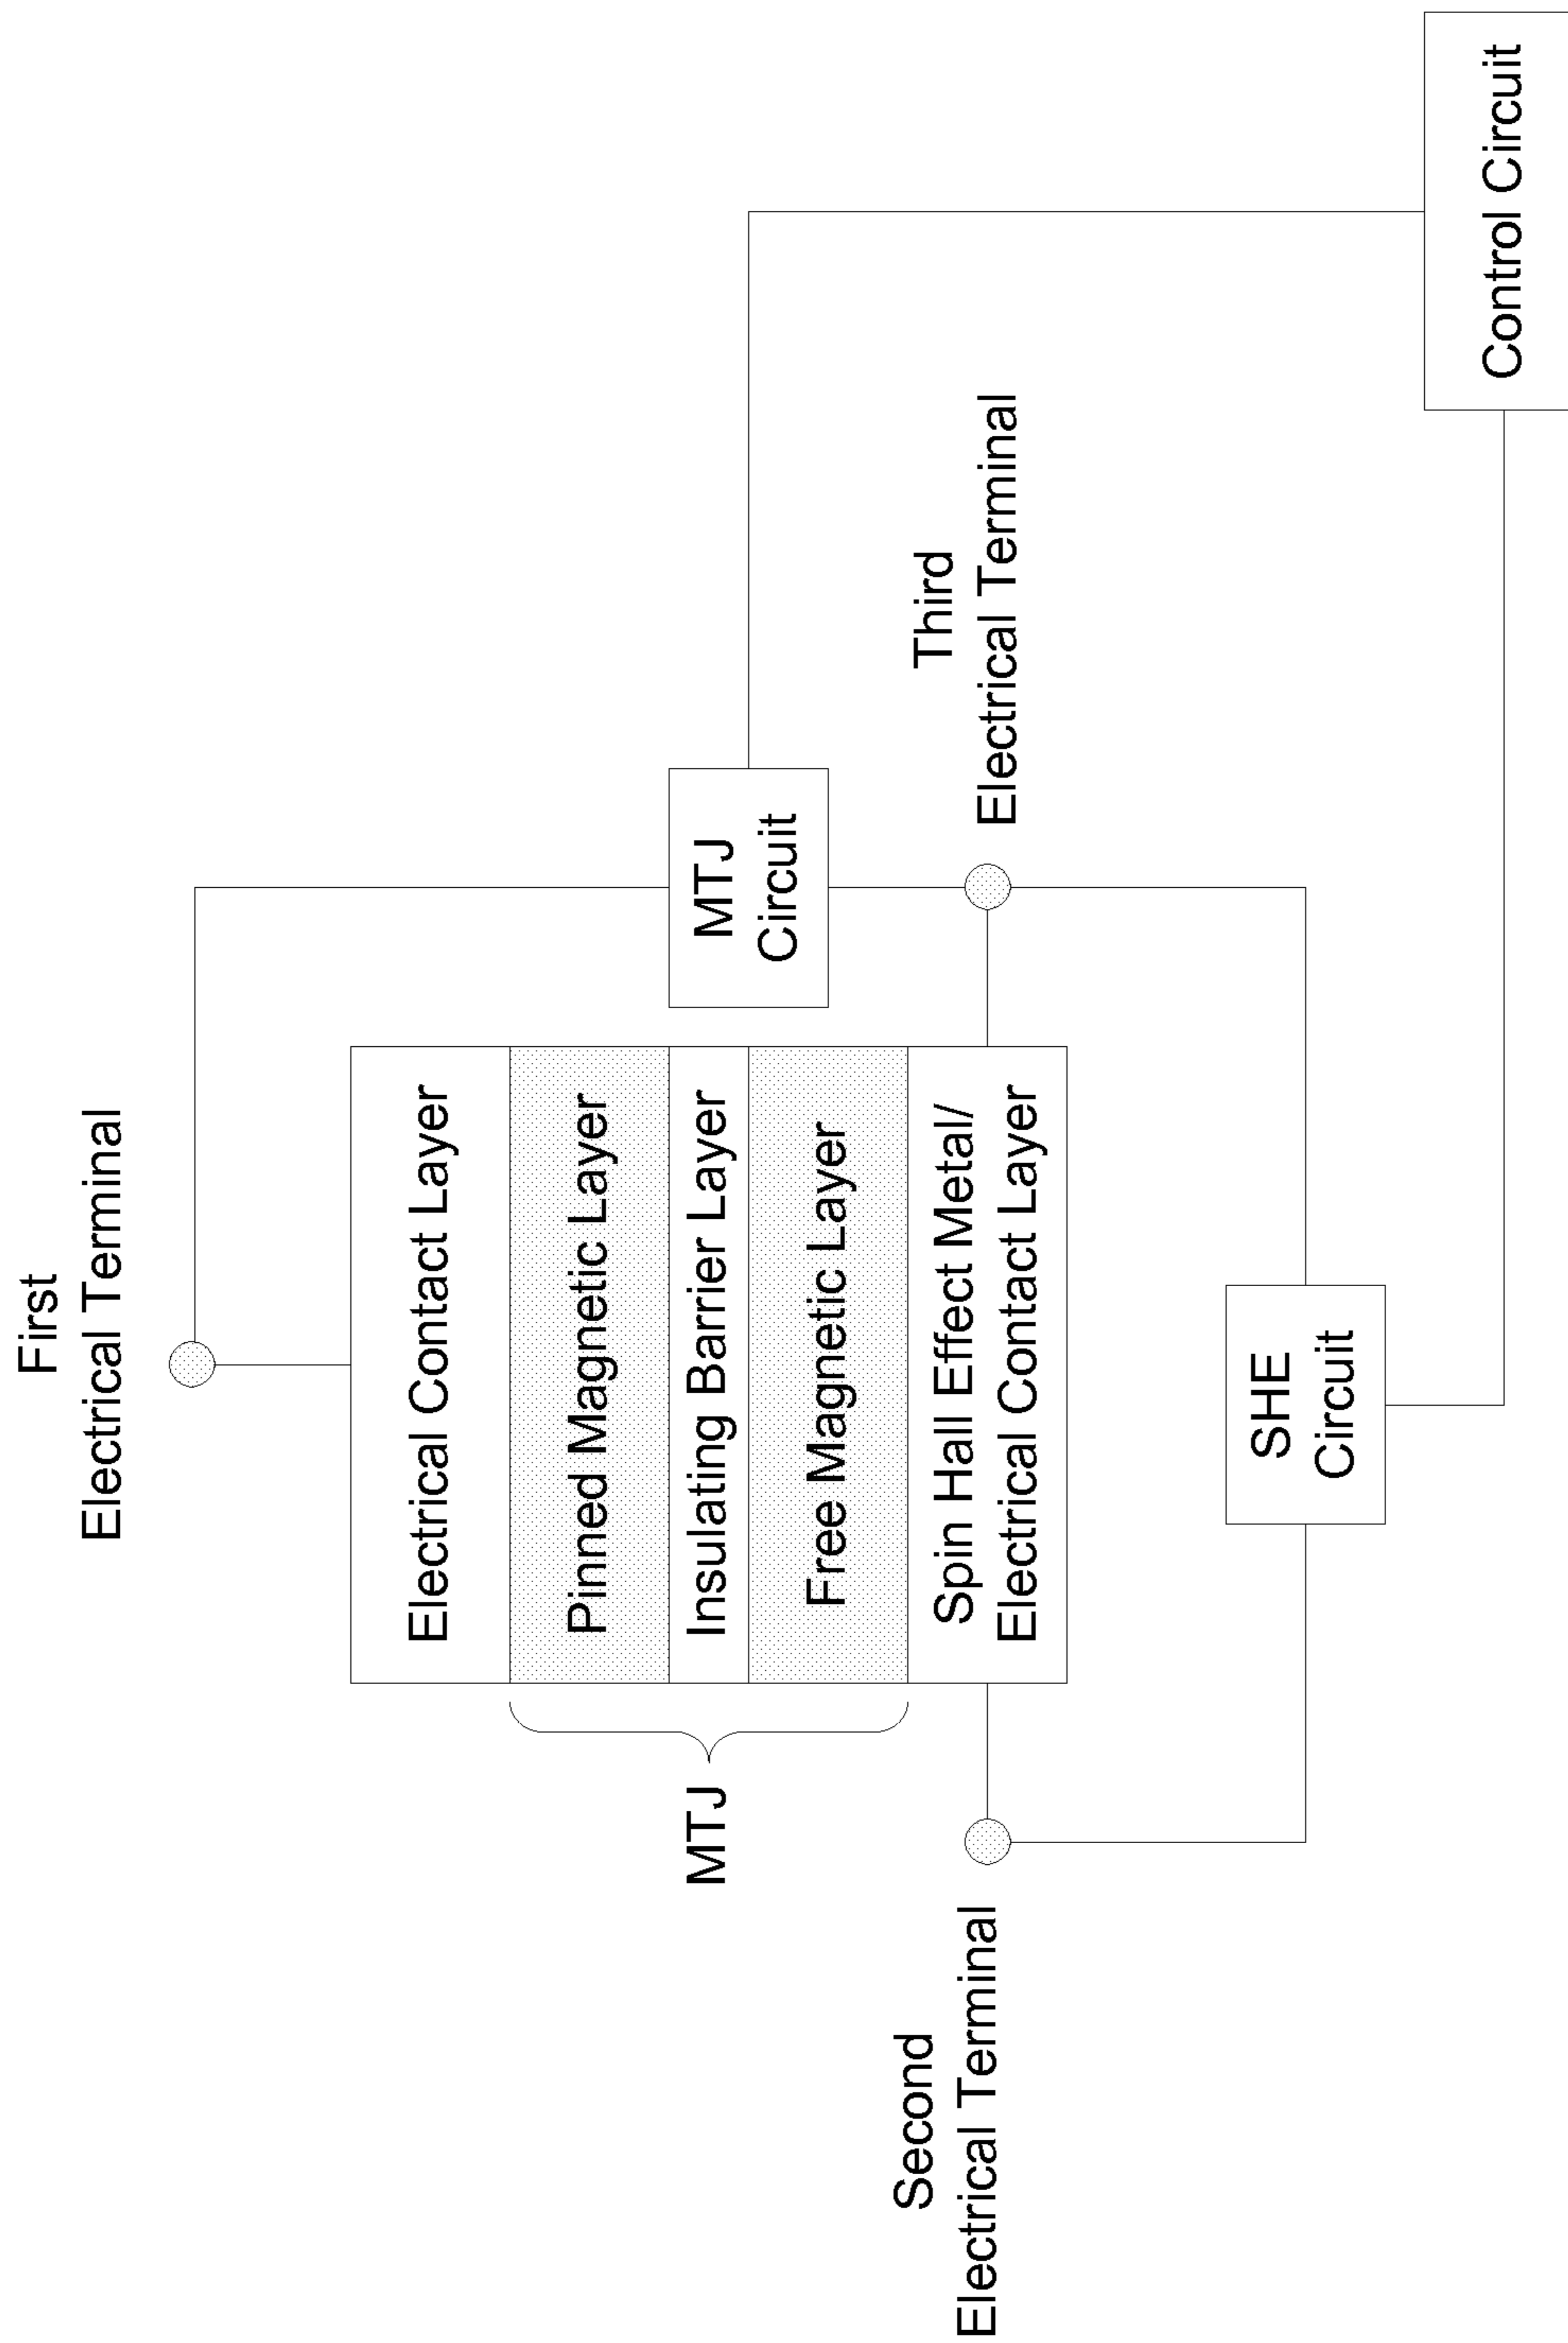 First
Electrical Terminal
Electrical Contact Layer
Pinned Magnetic Layer
Insulating Barrier Layer
Free Magnetic Layer
Spin Hall Effect Metal/
Electrical Contact Layer
MTJ
MTJ
Circuit
Second
Electrical Terminal
Third
Electrical Terminal
SHE
Circuit
Control Circuit